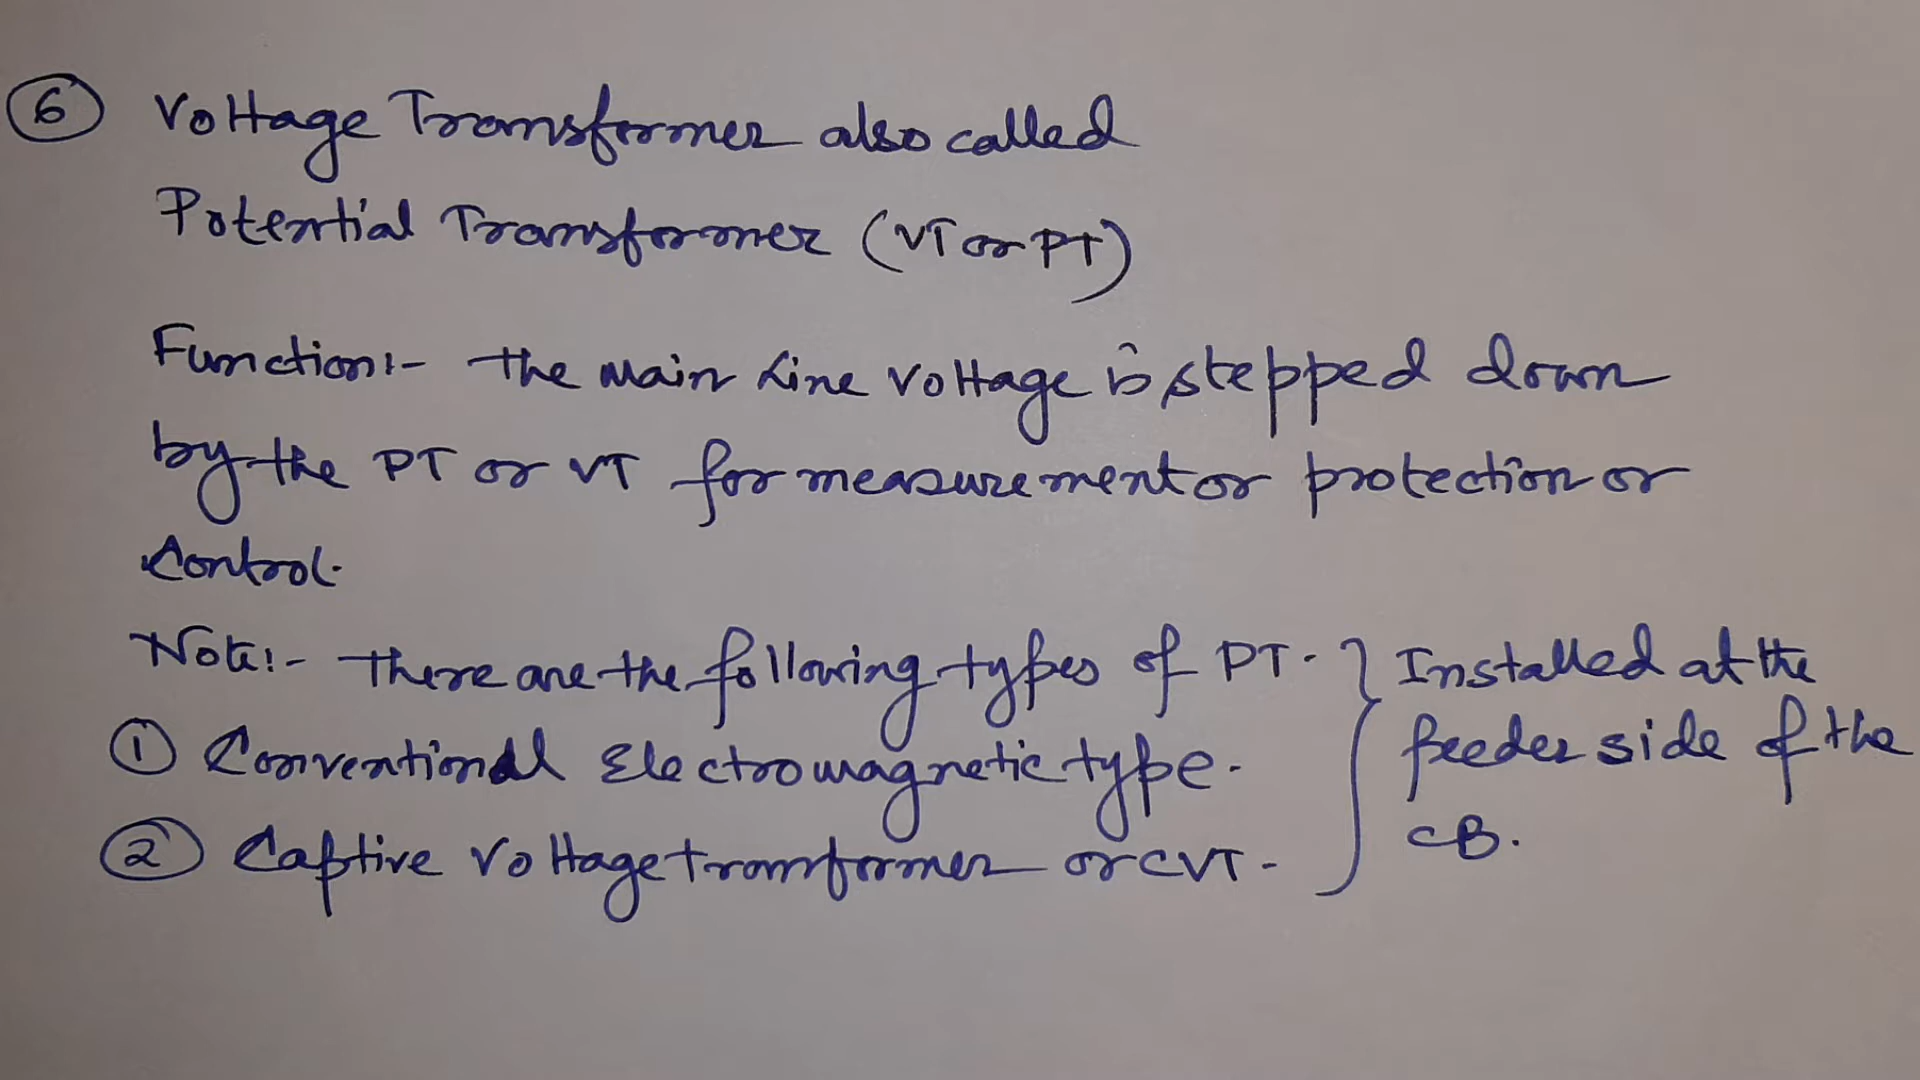 6 Voltage Transformer also called
Potential Transformer (VT or PT)
Function:- the Main Line Voltage is stepped down
by the PT or VT for measurement or protection or
Control.
Note:- There are the following types of PT.
1 Conventional Electromagnetic type.
2 Captive Voltage transformer or CVT.
} Installed at the
feeder side of the
CB.